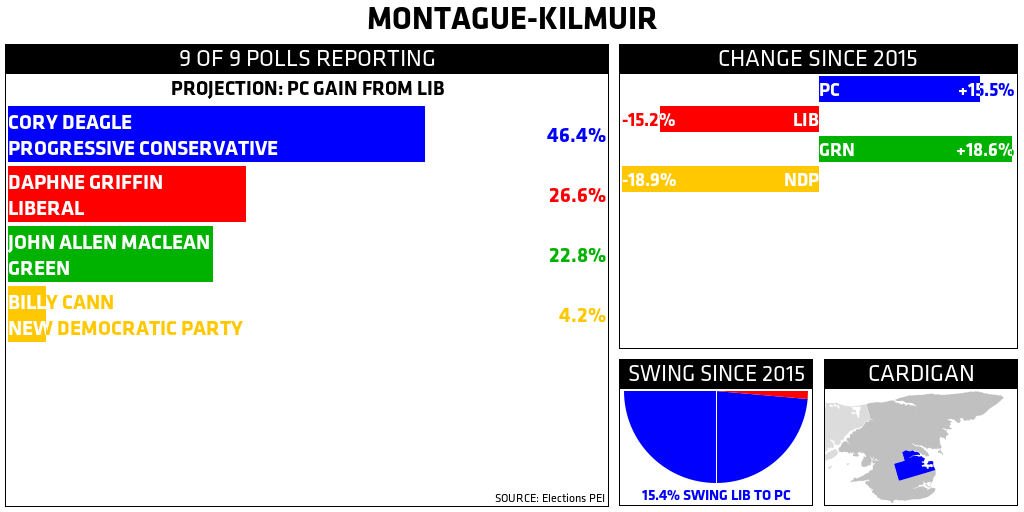 MONTAGUE-KILMUIR
9 OF 9 POLLS REPORTING
PROJECTION: PC GAIN FROM LIB
CORY DEAGLE
PROGRESSIVE CONSERVATIVE
46.4%
DAPHNE GRIFFIN
LIBERAL
26.6%
JOHN ALLEN MACLEAN
GREEN
22.8%
BILLY CANN
NEW DEMOCRATIC PARTY
4.2%
SOURCE: Elections PEI
CHANGE SINCE 2015
PC +15.5%
-15.2% LIB
GRN +18.6%
-18.9% NDP
SWING SINCE 2015
15.4% SWING LIB TO PC
CARDIGAN